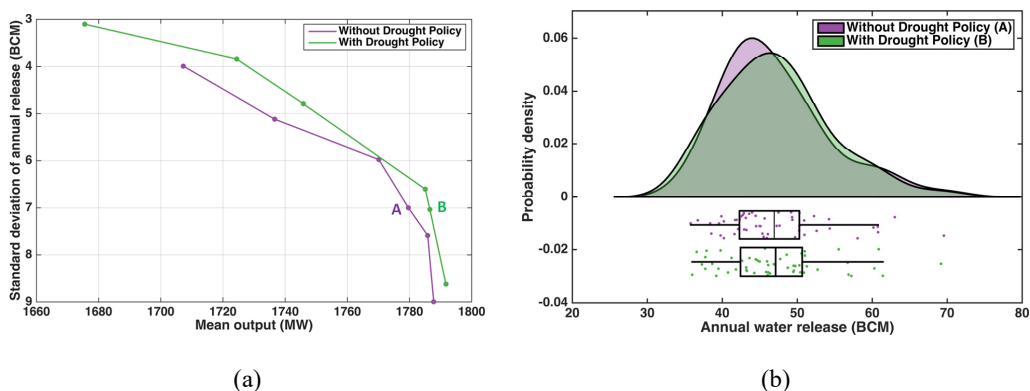 Standard deviation of annual release (BCM)
3
4
5
6
7
8
9
Without Drought Policy
With Drought Policy
A
B
1660 1680 1700 1720 1740 1760 1780 1800
Mean output (MW)
(a)
Probability density
0.06
0.04
0.02
0
-0.02
-0.04
Without Drought Policy (A)
With Drought Policy (B)
20 30 40 50 60 70 80
Annual water release (BCM)
(b)